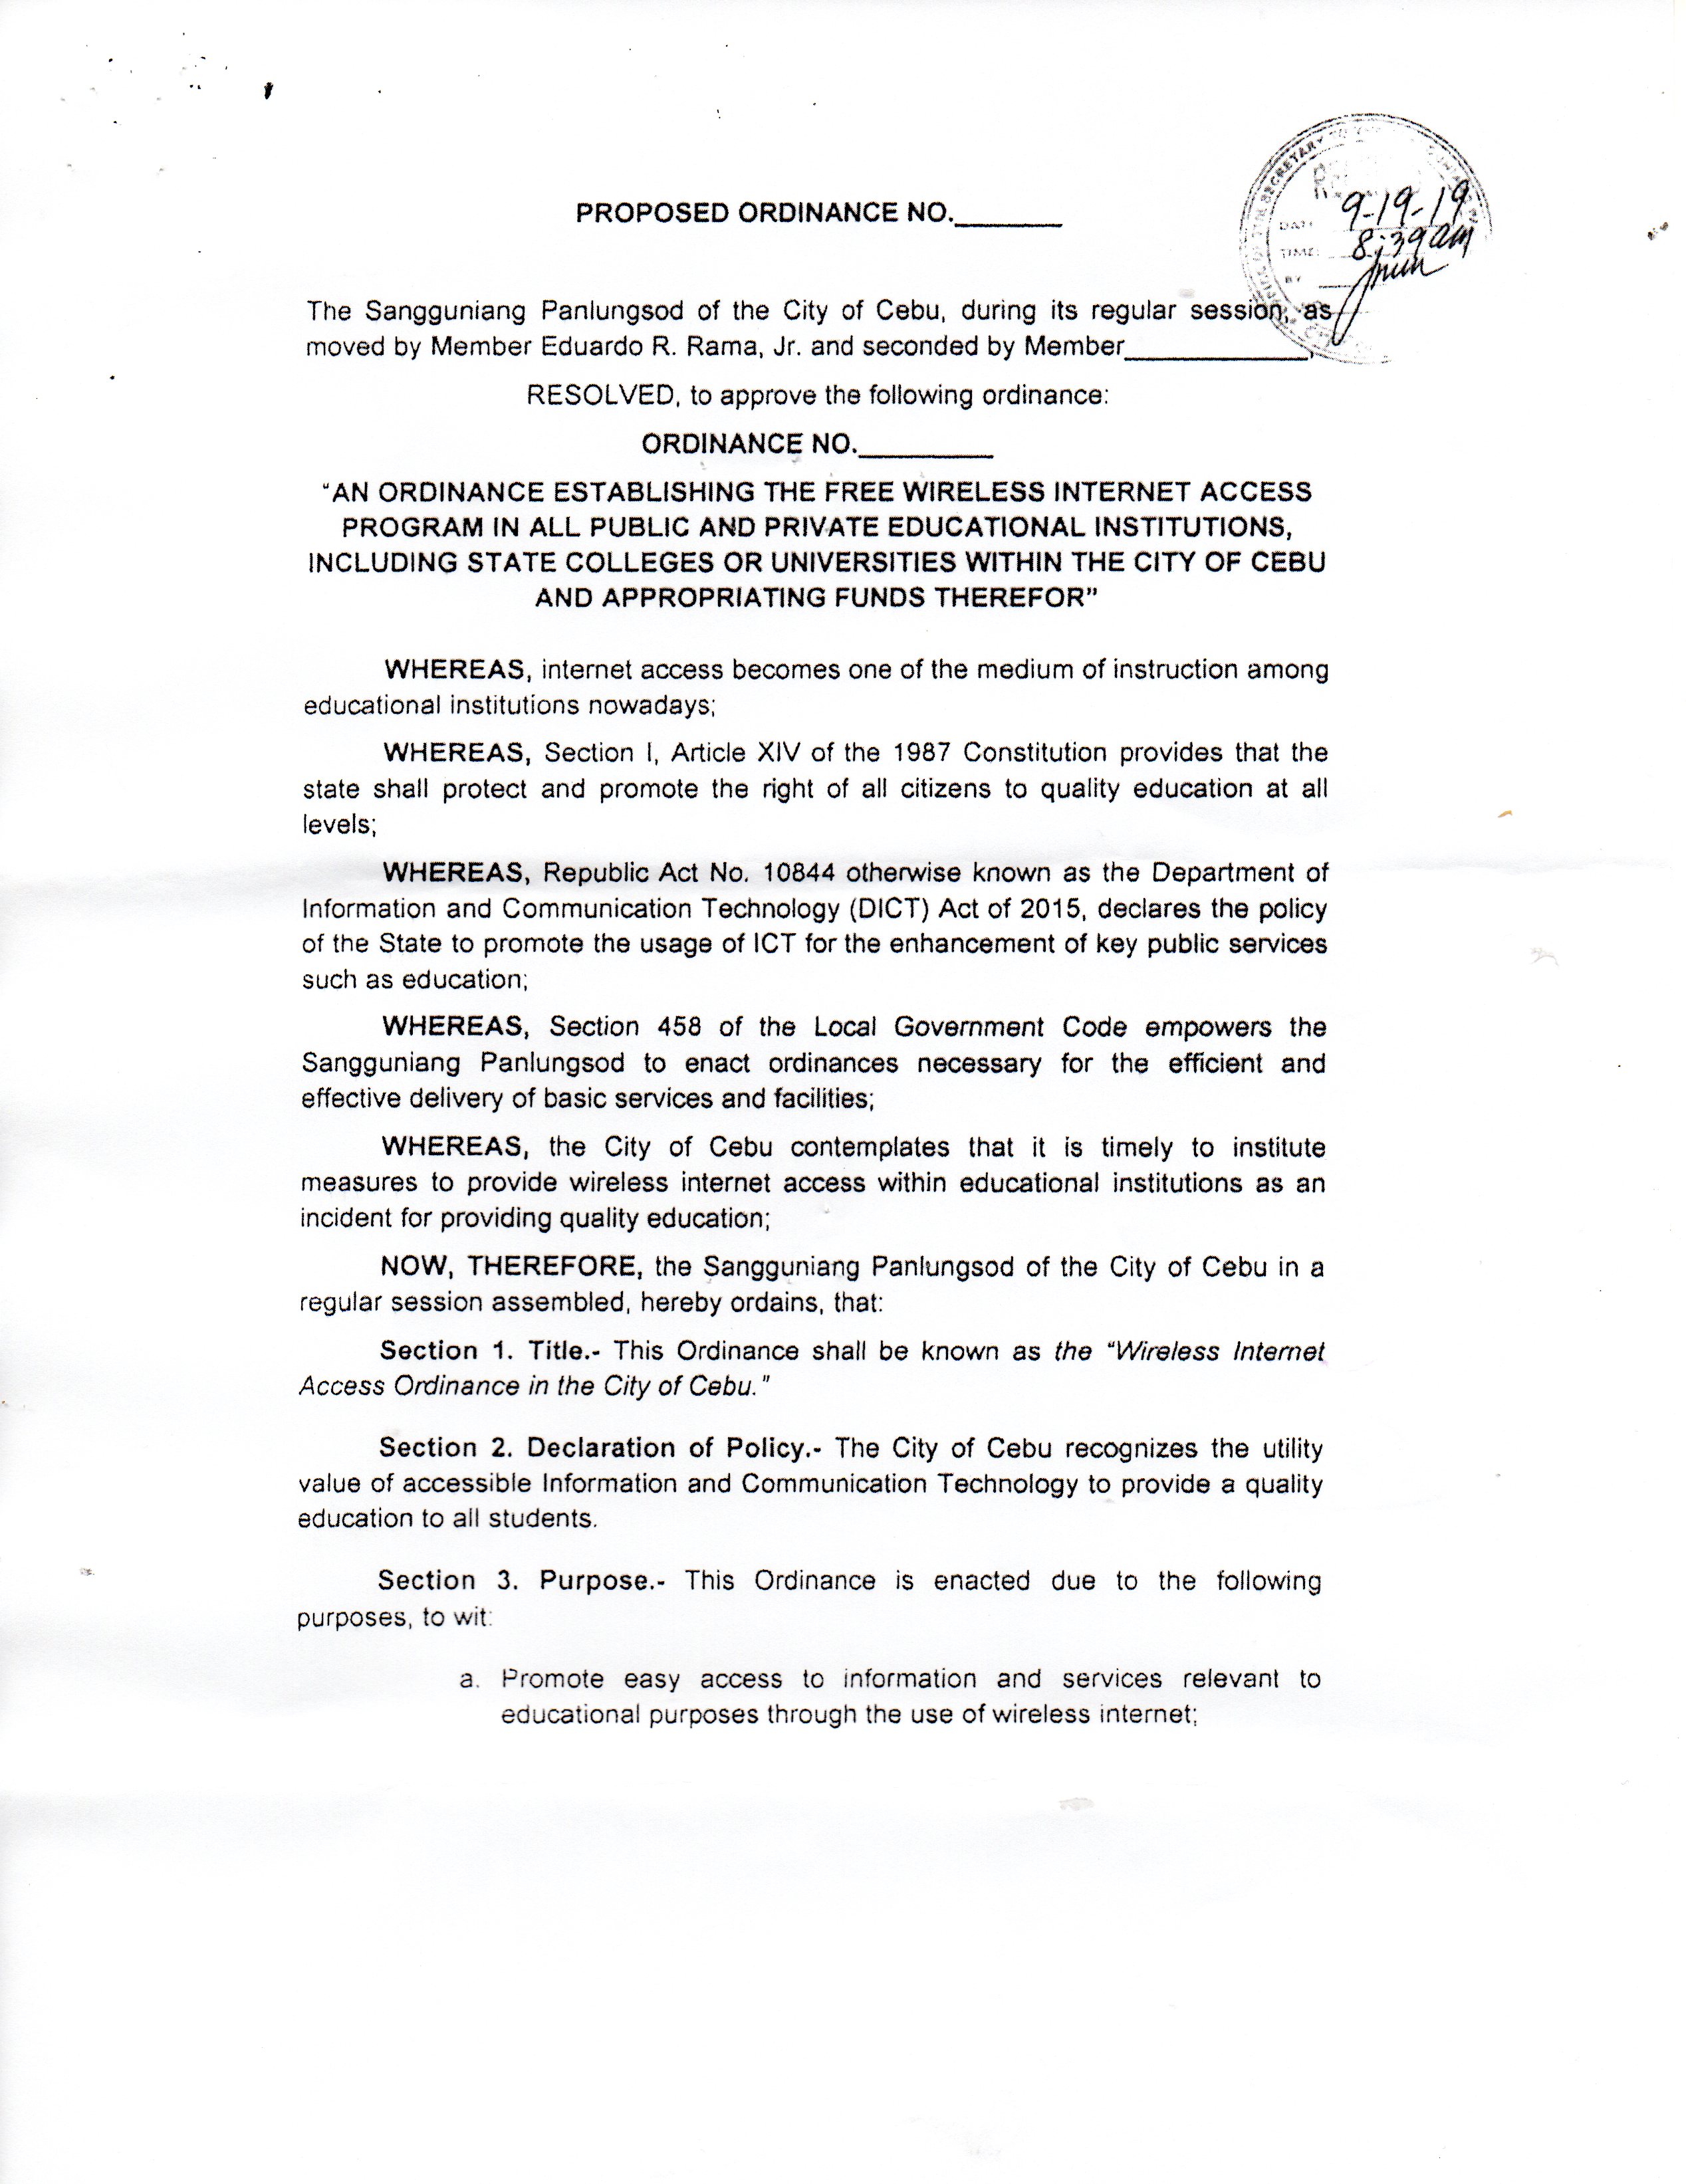 PROPOSED ORDINANCE NO.________
SECRETARY
DATE: 9-19-19
TIME: 8:39 am
BY
The Sangguniang Panlungsod of the City of Cebu, during its regular session, as
moved by Member Eduardo R. Rama, Jr. and seconded by Member______________,
RESOLVED, to approve the following ordinance:
ORDINANCE NO.__________
“AN ORDINANCE ESTABLISHING THE FREE WIRELESS INTERNET ACCESS
PROGRAM IN ALL PUBLIC AND PRIVATE EDUCATIONAL INSTITUTIONS,
INCLUDING STATE COLLEGES OR UNIVERSITIES WITHIN THE CITY OF CEBU
AND APPROPRIATING FUNDS THEREFOR”
WHEREAS, internet access becomes one of the medium of instruction among
educational institutions nowadays;
WHEREAS, Section I, Article XIV of the 1987 Constitution provides that the
state shall protect and promote the right of all citizens to quality education at all
levels;
WHEREAS, Republic Act No. 10844 otherwise known as the Department of
Information and Communication Technology (DICT) Act of 2015, declares the policy
of the State to promote the usage of ICT for the enhancement of key public services
such as education;
WHEREAS, Section 458 of the Local Government Code empowers the
Sangguniang Panlungsod to enact ordinances necessary for the efficient and
effective delivery of basic services and facilities;
WHEREAS, the City of Cebu contemplates that it is timely to institute
measures to provide wireless internet access within educational institutions as an
incident for providing quality education;
NOW, THEREFORE, the Sangguniang Panlungsod of the City of Cebu in a
regular session assembled, hereby ordains, that:
Section 1. Title.- This Ordinance shall be known as the “Wireless Internet
Access Ordinance in the City of Cebu.”
Section 2. Declaration of Policy.- The City of Cebu recognizes the utility
value of accessible Information and Communication Technology to provide a quality
education to all students.
Section 3. Purpose.- This Ordinance is enacted due to the following
purposes, to wit:
a. Promote easy access to information and services relevant to
educational purposes through the use of wireless internet;